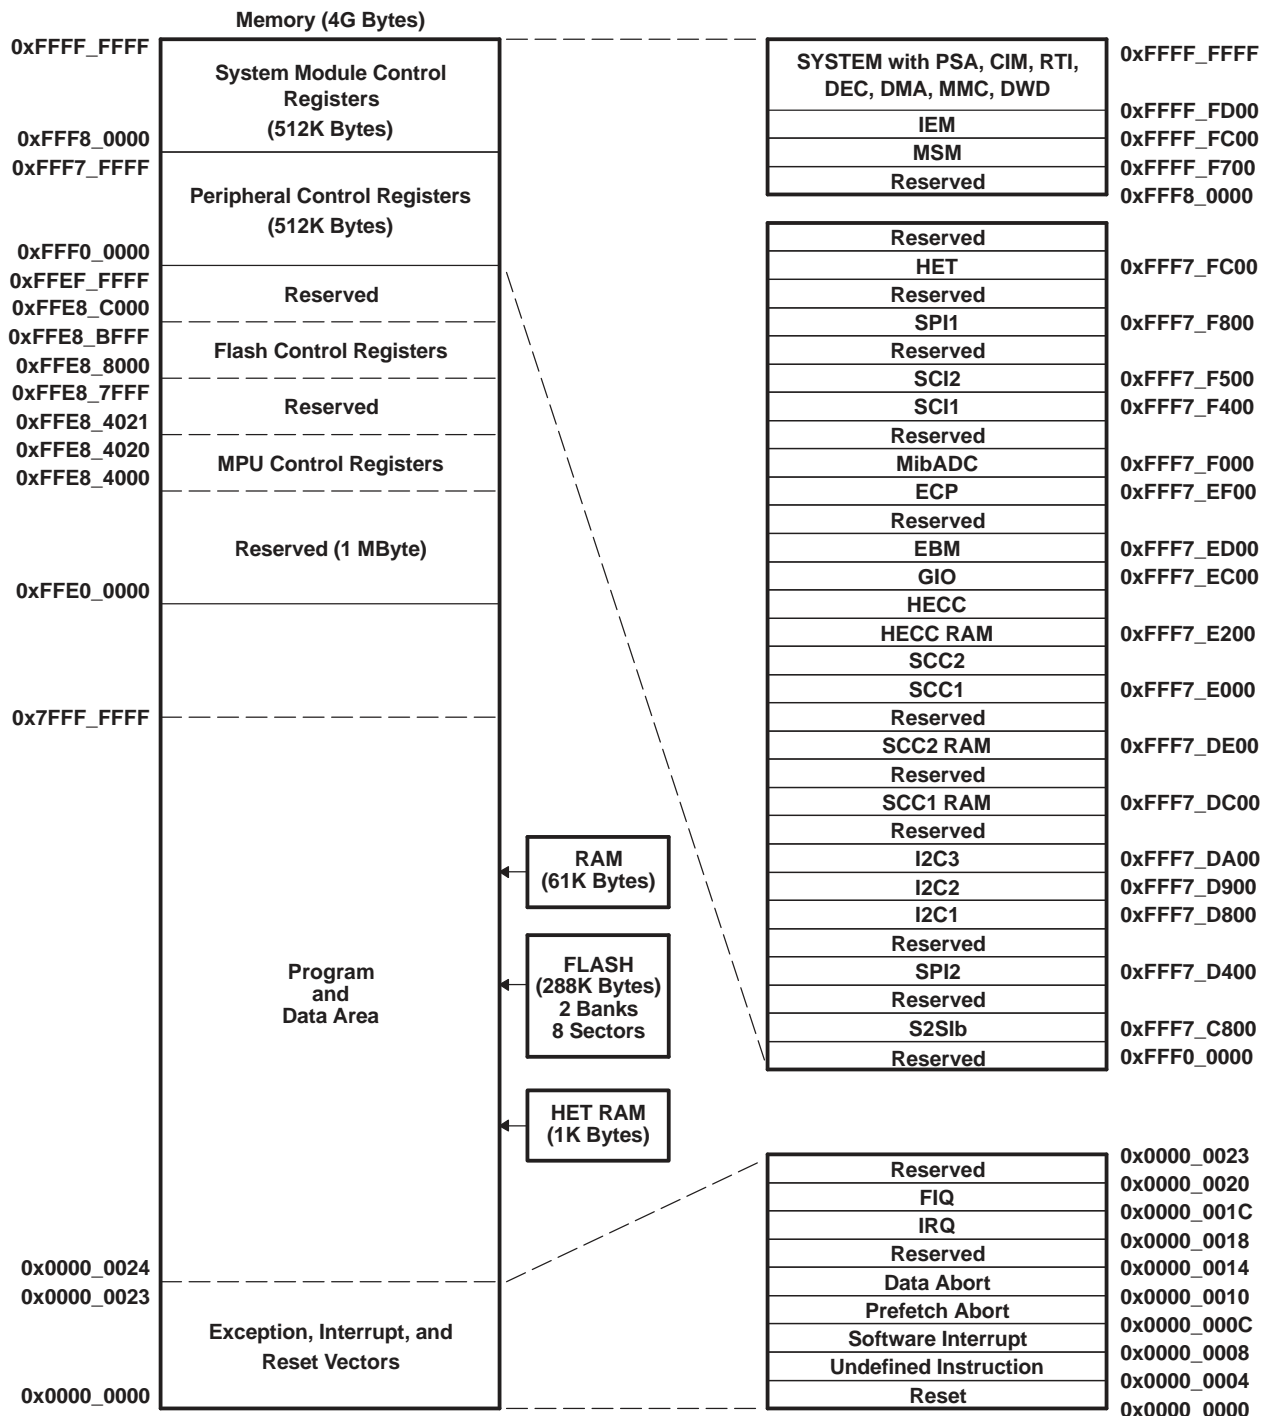 Memory (4G Bytes)
0xFFFF_FFFF
System Module Control
Registers
(512K Bytes)
0xFFF8_0000
0xFFF7_FFFF
Peripheral Control Registers
(512K Bytes)
0xFFF0_0000
0xFFEF_FFFF
Reserved
0xFFE8_C000
0xFFE8_BFFF
Flash Control Registers
0xFFE8_8000
0xFFE8_7FFF
Reserved
0xFFE8_4021
0xFFE8_4020
MPU Control Registers
0xFFE8_4000
Reserved (1 MByte)
0xFFE0_0000
0x7FFF_FFFF
RAM
(61K Bytes)
Program
and
Data Area
FLASH
(288K Bytes)
2 Banks
8 Sectors
HET RAM
(1K Bytes)
0x0000_0024
0x0000_0023
Exception, Interrupt, and
Reset Vectors
0x0000_0000
SYSTEM with PSA, CIM, RTI,
DEC, DMA, MMC, DWD
0xFFFF_FFFF
0xFFFF_FD00
IEM
0xFFFF_FC00
MSM
0xFFFF_F700
Reserved
0xFFF8_0000
Reserved
HET 0xFFF7_FC00
Reserved
SPI1 0xFFF7_F800
Reserved
SCI2 0xFFF7_F500
SCI1 0xFFF7_F400
Reserved
MibADC 0xFFF7_F000
ECP 0xFFF7_EF00
Reserved
EBM 0xFFF7_ED00
GIO 0xFFF7_EC00
HECC
HECC RAM 0xFFF7_E200
SCC2
SCC1 0xFFF7_E000
Reserved
SCC2 RAM 0xFFF7_DE00
Reserved
SCC1 RAM 0xFFF7_DC00
Reserved
I2C3 0xFFF7_DA00
I2C2 0xFFF7_D900
I2C1 0xFFF7_D800
Reserved
SPI2 0xFFF7_D400
Reserved
S2SIb 0xFFF7_C800
Reserved 0xFFF0_0000
0x0000_0023
Reserved
0x0000_0020
FIQ
0x0000_001C
IRQ
0x0000_0018
Reserved
0x0000_0014
Data Abort
0x0000_0010
Prefetch Abort
0x0000_000C
Software Interrupt
0x0000_0008
Undefined Instruction
0x0000_0004
Reset
0x0000_0000